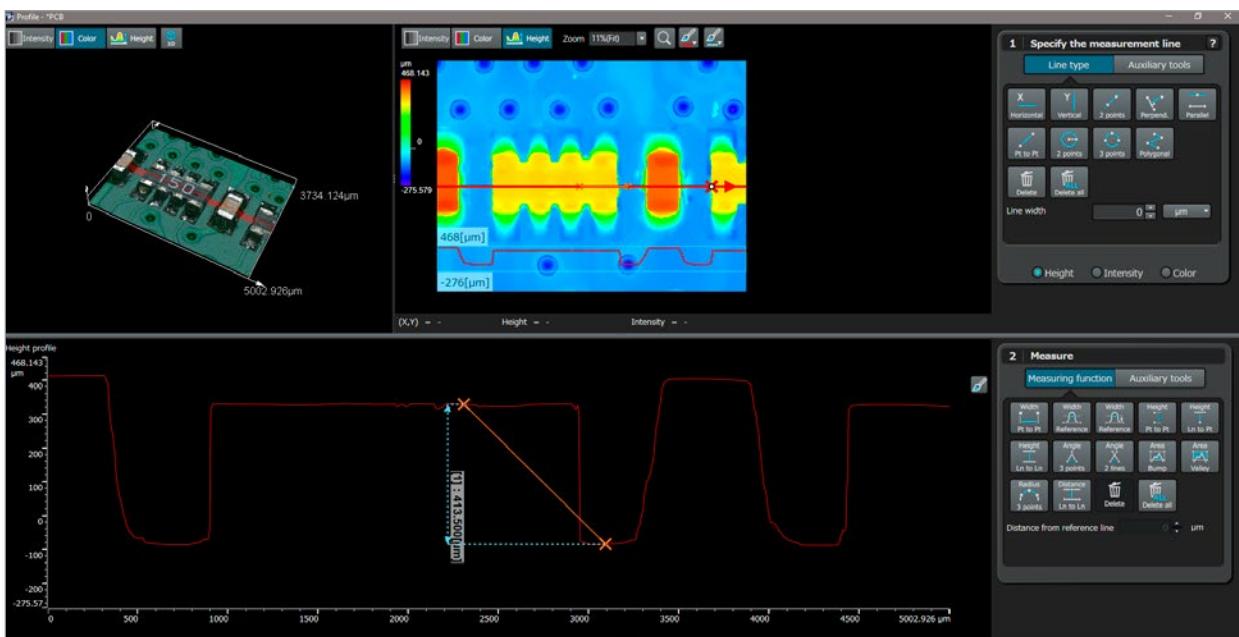 Profile - *PCB
Intensity
Color
Height
3D
150
0
3734.124µm
5002.926µm
Intensity
Color
Height
Zoom 11%(Fit)
µm
468.143
0
-275.579
468[µm]
-276[µm]
(X,Y) = - Height = - Intensity = -
1 Specify the measurement line ?
Line type Auxiliary tools
X Horizontal
Y Vertical
2 points
Perpend.
Parallel
Pt to Pt
2 points
3 points
Polygonal
Delete
ALL Delete all
Line width 0 µm
Height Intensity Color
Height profile
468.143
µm
400
300
200
100
0
-100
-200
-275.57
0 500 1000 1500 2000 2500 3000 3500 4000 4500 5002.926 µm
[1] : 413.500[µm]
2 Measure
Measuring function Auxiliary tools
Width Pt to Pt
Width Reference
Width Reference
Height Pt to Pt
Height Ln to Pt
Height Ln to Ln
Angle 3 points
Angle 2 lines
Area Bump
Area Valley
Radius 3 points
Distance Ln to Ln
Delete
ALL Delete all
Distance from reference line 0 µm